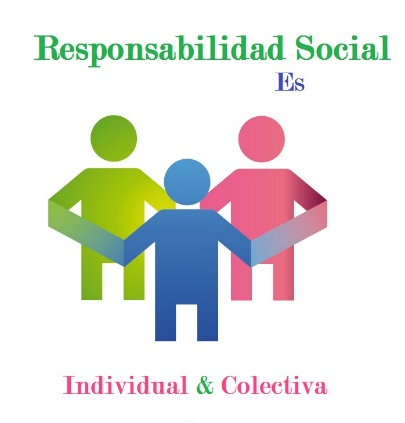 Responsabilidad Social
Es
Individual & Colectiva